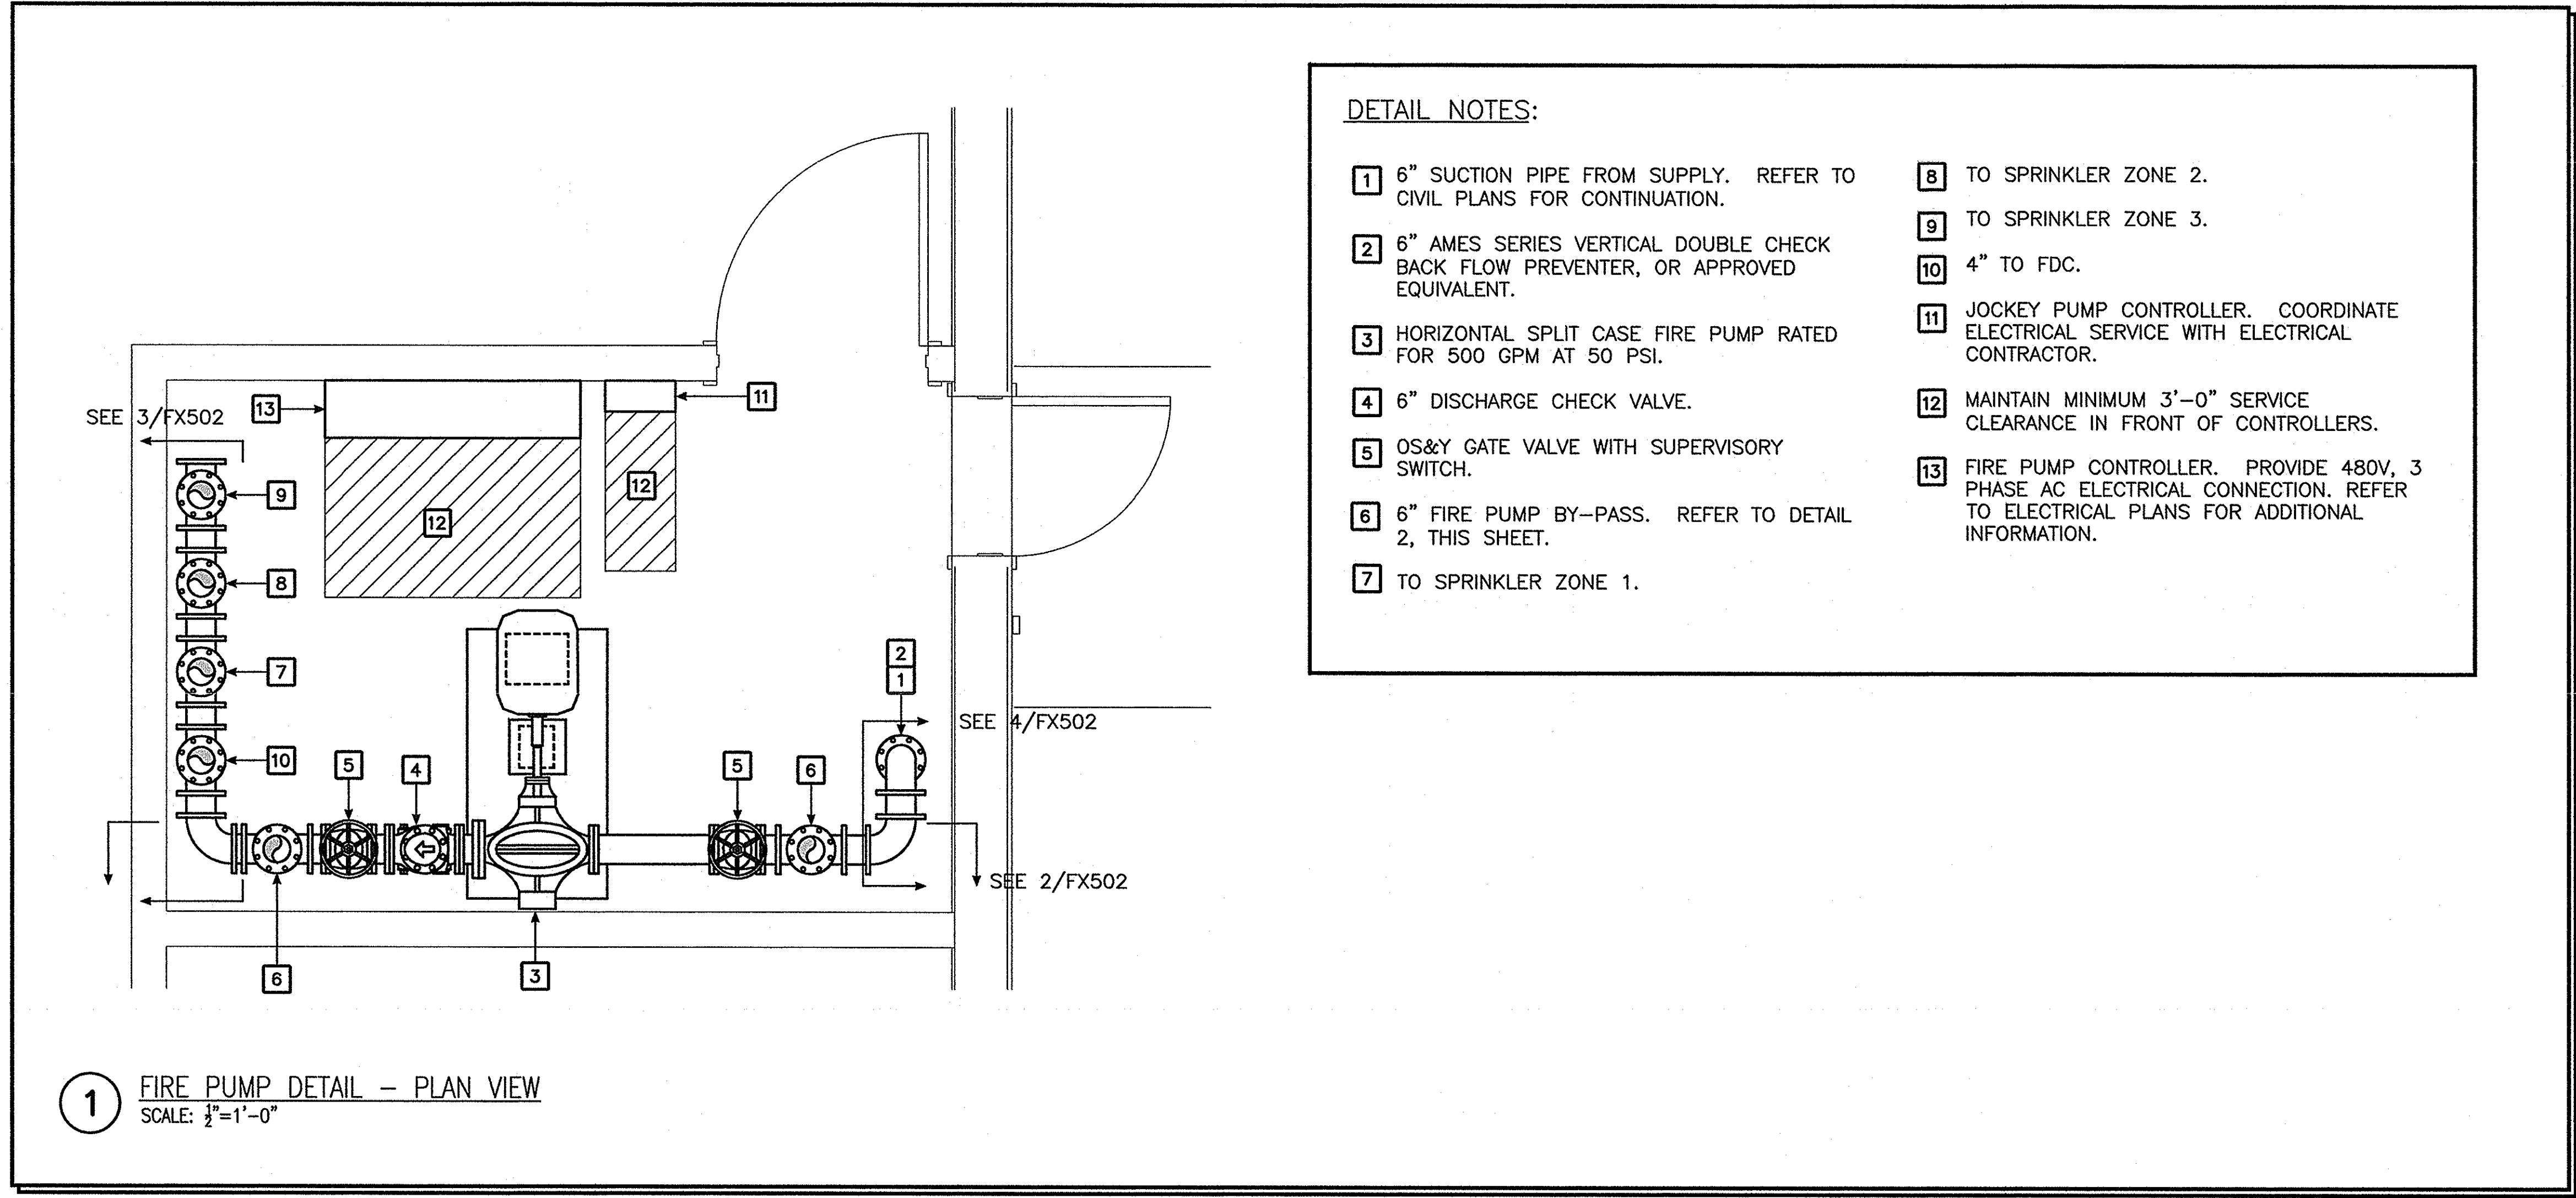 DETAIL NOTES:
1 6" SUCTION PIPE FROM SUPPLY. REFER TO
CIVIL PLANS FOR CONTINUATION.
2 6" AMES SERIES VERTICAL DOUBLE CHECK
BACK FLOW PREVENTER, OR APPROVED
EQUIVALENT.
3 HORIZONTAL SPLIT CASE FIRE PUMP RATED
FOR 500 GPM AT 50 PSI.
4 6" DISCHARGE CHECK VALVE.
5 OS&Y GATE VALVE WITH SUPERVISORY
SWITCH.
6 6" FIRE PUMP BY-PASS. REFER TO DETAIL
2, THIS SHEET.
7 TO SPRINKLER ZONE 1.
8 TO SPRINKLER ZONE 2.
9 TO SPRINKLER ZONE 3.
10 4" TO FDC.
11 JOCKEY PUMP CONTROLLER. COORDINATE
ELECTRICAL SERVICE WITH ELECTRICAL
CONTRACTOR.
12 MAINTAIN MINIMUM 3'-0" SERVICE
CLEARANCE IN FRONT OF CONTROLLERS.
13 FIRE PUMP CONTROLLER. PROVIDE 480V, 3
PHASE AC ELECTRICAL CONNECTION. REFER
TO ELECTRICAL PLANS FOR ADDITIONAL
INFORMATION.
SEE 3/FX502
13
11
12
12
9
8
7
10
5
4
5
6
2
1
SEE 4/FX502
SEE 2/FX502
6
3
1 FIRE PUMP DETAIL - PLAN VIEW
SCALE: ½"=1'-0"